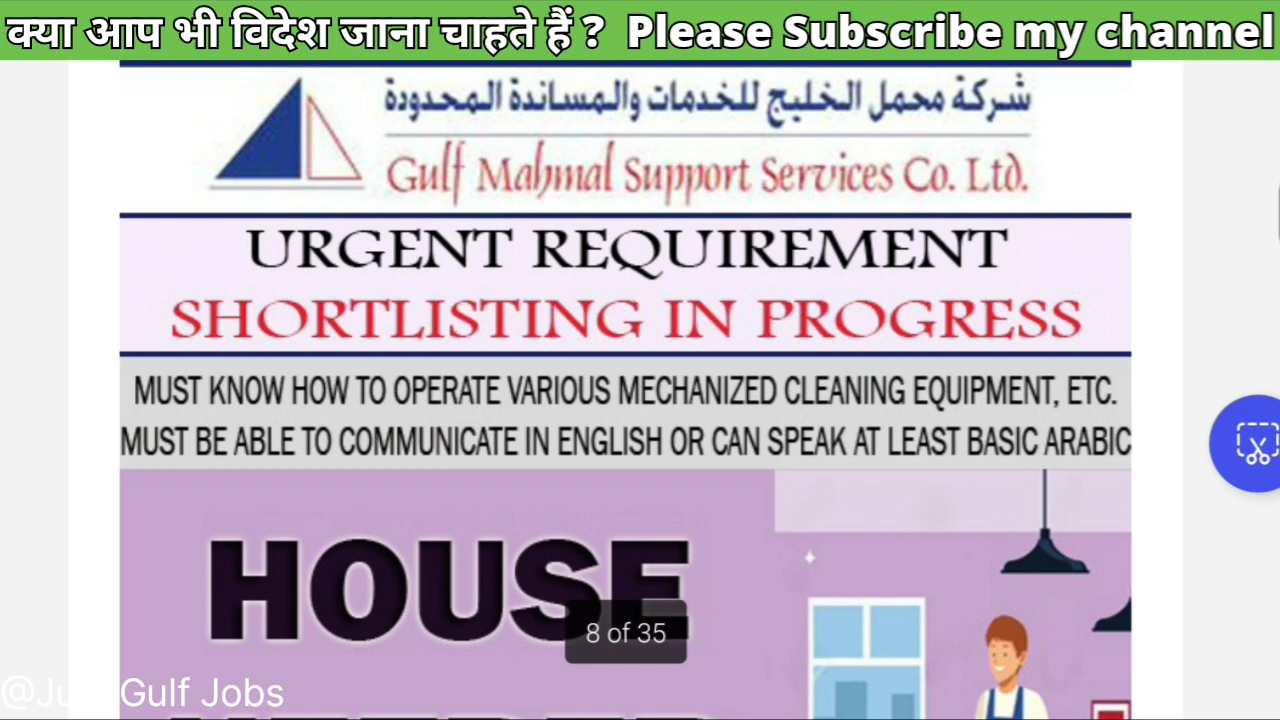 क्या आप भी विदेश जाना चाहते हैं ? Please Subscribe my channel
شركة محمل الخليج للخدمات والمساندة المحدودة
Gulf Mahmal Support Services Co. Ltd.
URGENT REQUIREMENT
SHORTLISTING IN PROGRESS
MUST KNOW HOW TO OPERATE VARIOUS MECHANIZED CLEANING EQUIPMENT, ETC.
MUST BE ABLE TO COMMUNICATE IN ENGLISH OR CAN SPEAK AT LEAST BASIC ARABIC
HOUSE
8 of 35
Gulf Jobs